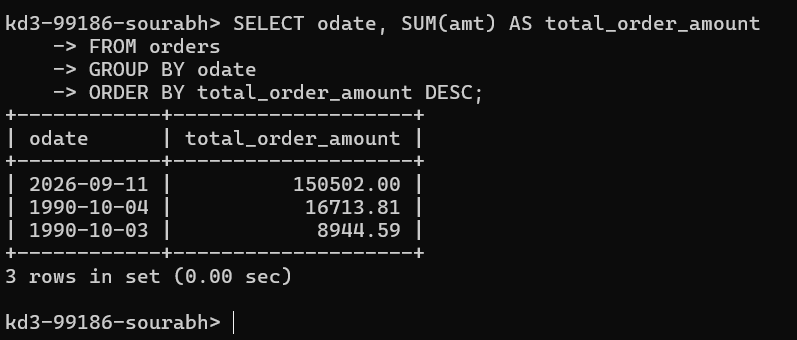 kd3-99186-sourabh> SELECT odate, SUM(amt) AS total_order_amount
    -> FROM orders
    -> GROUP BY odate
    -> ORDER BY total_order_amount DESC;
+------------+--------------------+
| odate      | total_order_amount |
+------------+--------------------+
| 2026-09-11 |          150502.00 |
| 1990-10-04 |           16713.81 |
| 1990-10-03 |            8944.59 |
+------------+--------------------+
3 rows in set (0.00 sec)

kd3-99186-sourabh>